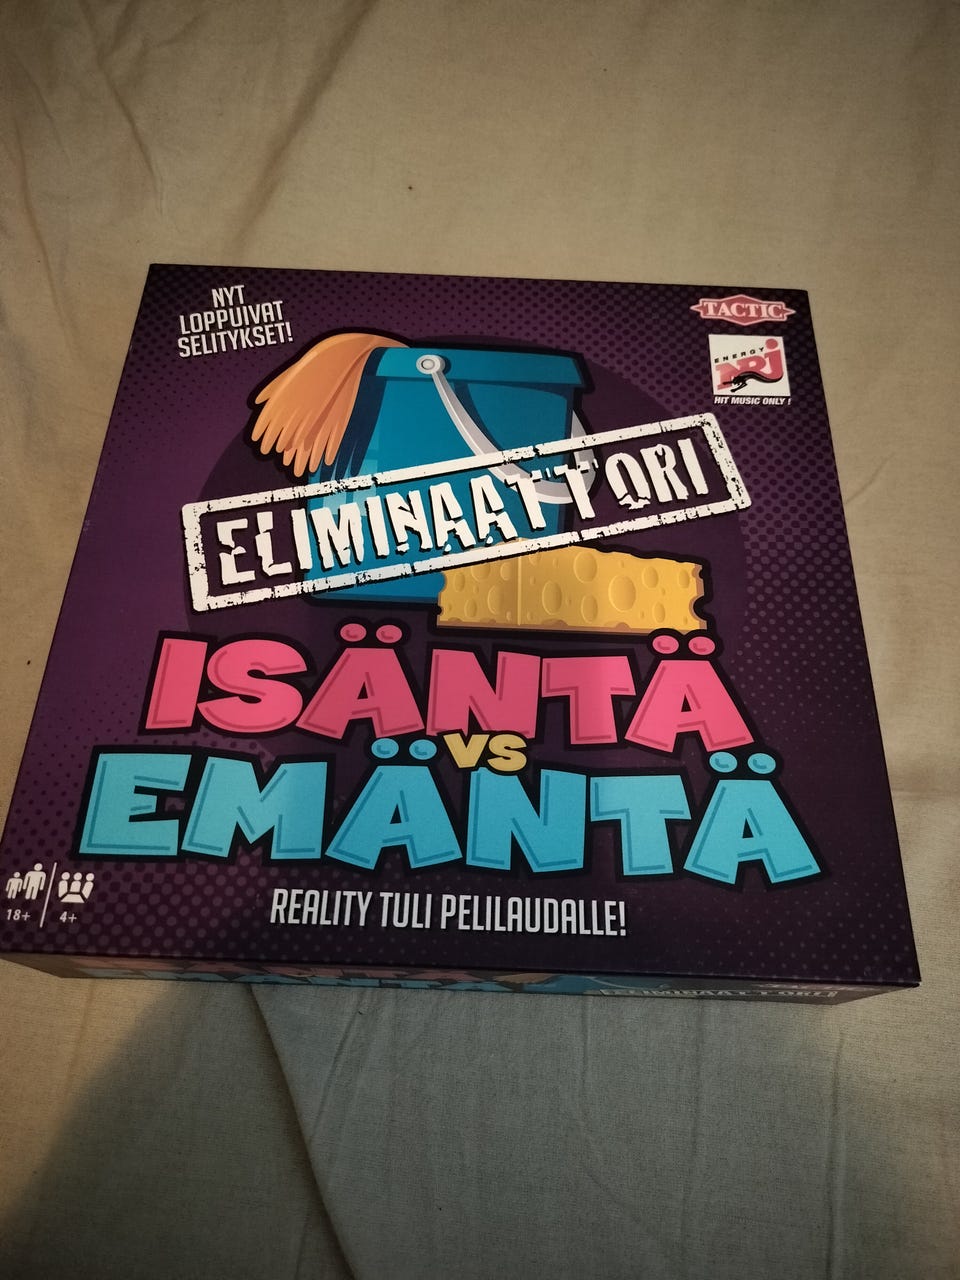 NYT
LOPPUIVAT
SELITYKSET!
TACTIC
ENERGY
NRJ
HIT MUSIC ONLY!
ELIMINAATTORI
ISÄNTÄ
VS
EMÄNTÄ
REALITY TULI PELILAUDALLE!
18+
4+
EMÄNTÄ
ELIMINAATTORI